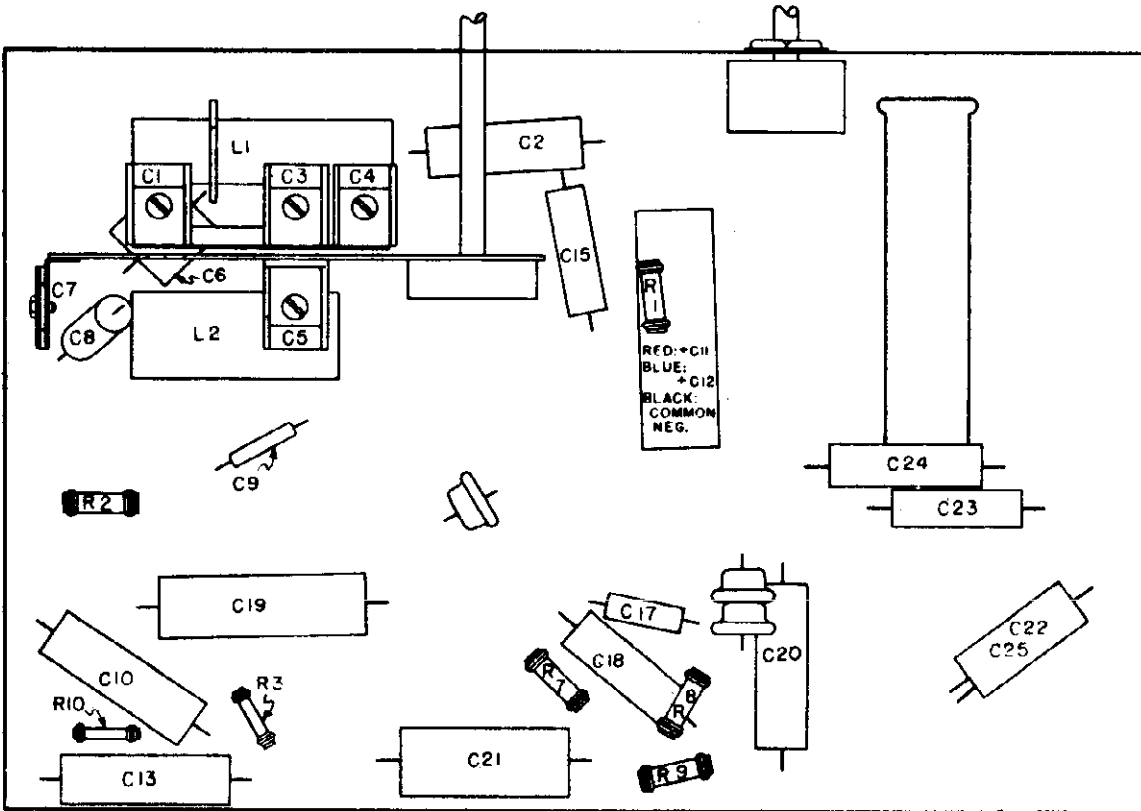 L1
C2
C1
C3
C4
C15
C6
C7
R1
C8
L2
C5
RED:+C11
BLUE:
+C12
BLACK:
COMMON
NEG.
C9
C24
R2
C23
C19
C17
C22
C25
C18
C20
C10
R3
R7
R8
R10
C21
C13
R9